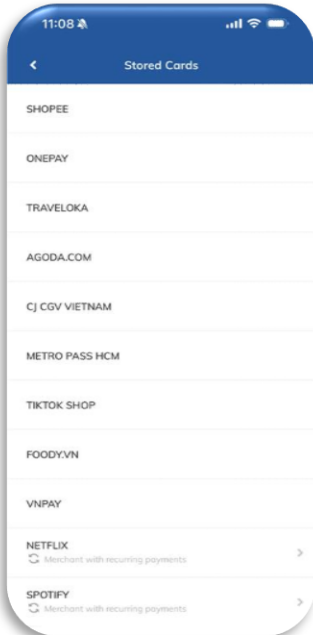 11:08
Stored Cards
SHOPEE
ONEPAY
TRAVELOKA
AGODA.COM
CJ CGV VIETNAM
METRO PASS HCM
TIKTOK SHOP
FOODY.VN
VNPAY
NETFLIX
Merchant with recurring payments
SPOTIFY
Merchant with recurring payments